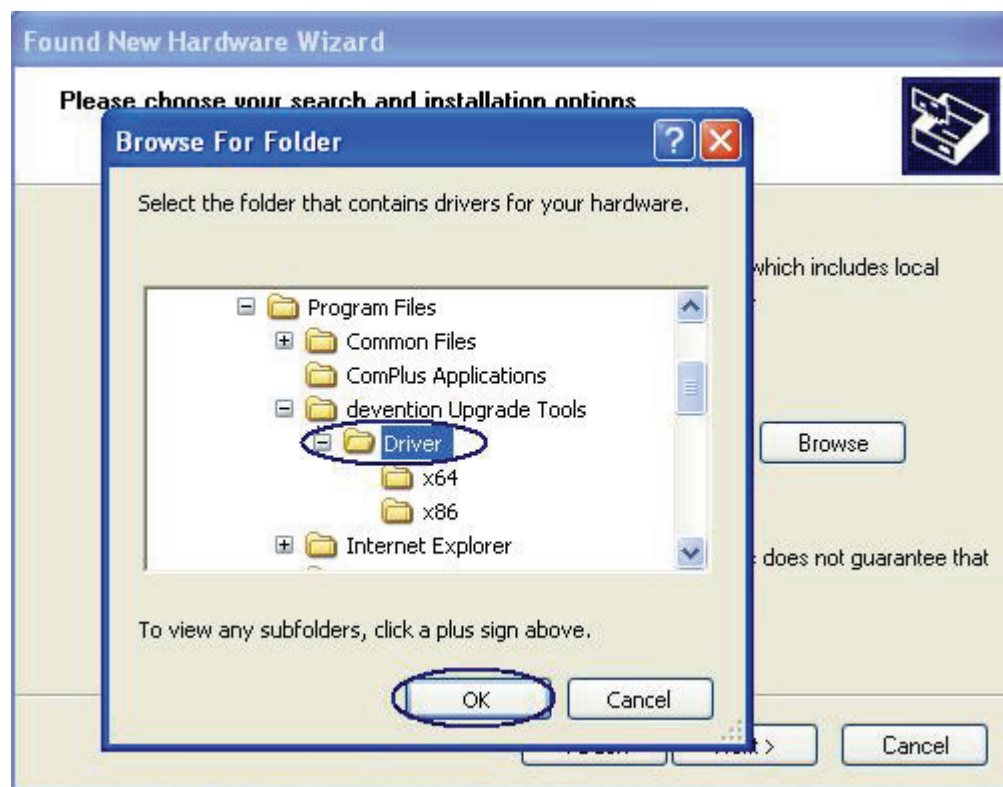 Found New Hardware Wizard
Please choose your search and installation options
Browse For Folder
Select the folder that contains drivers for your hardware.
which includes local
Program Files
Common Files
ComPlus Applications
devention Upgrade Tools
Driver
Browse
x64
x86
Internet Explorer
does not guarantee that
To view any subfolders, click a plus sign above.
OK
Cancel
Cancel